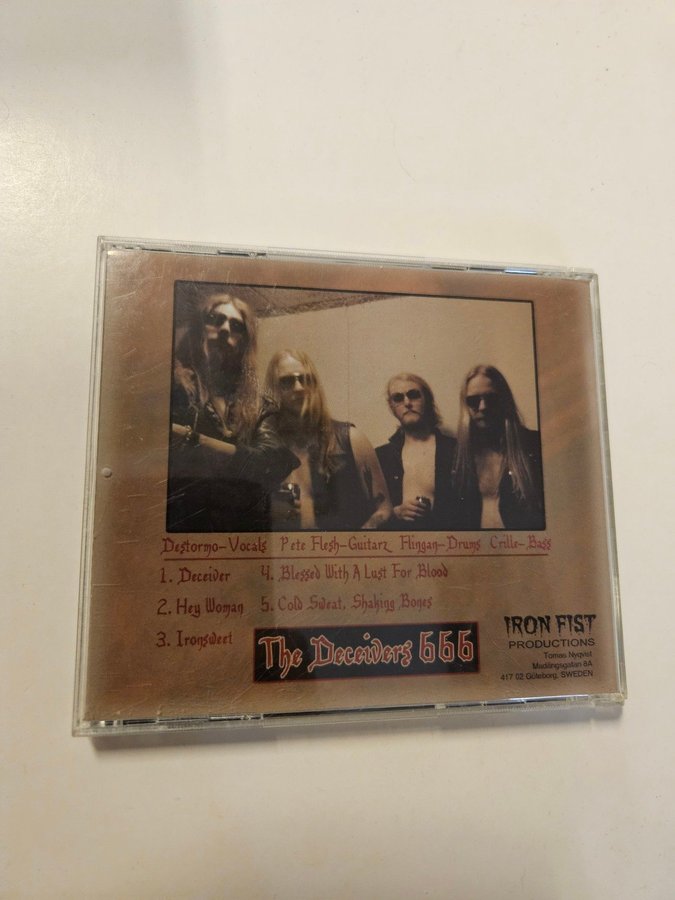 Destormo-Vocals Pete Flesh-Guitarz Flingan-Drums Crille-Bass
1. Deceiver 4. Blessed With A Lust For Blood
2. Hey Woman 5. Cold Sweat, Shaking Bones
3. Ironsweet
The Deceivers 666
IRON FIST
PRODUCTIONS
Tomas Nyqvist
Madängsgatan 8A
417 02 Göteborg, SWEDEN